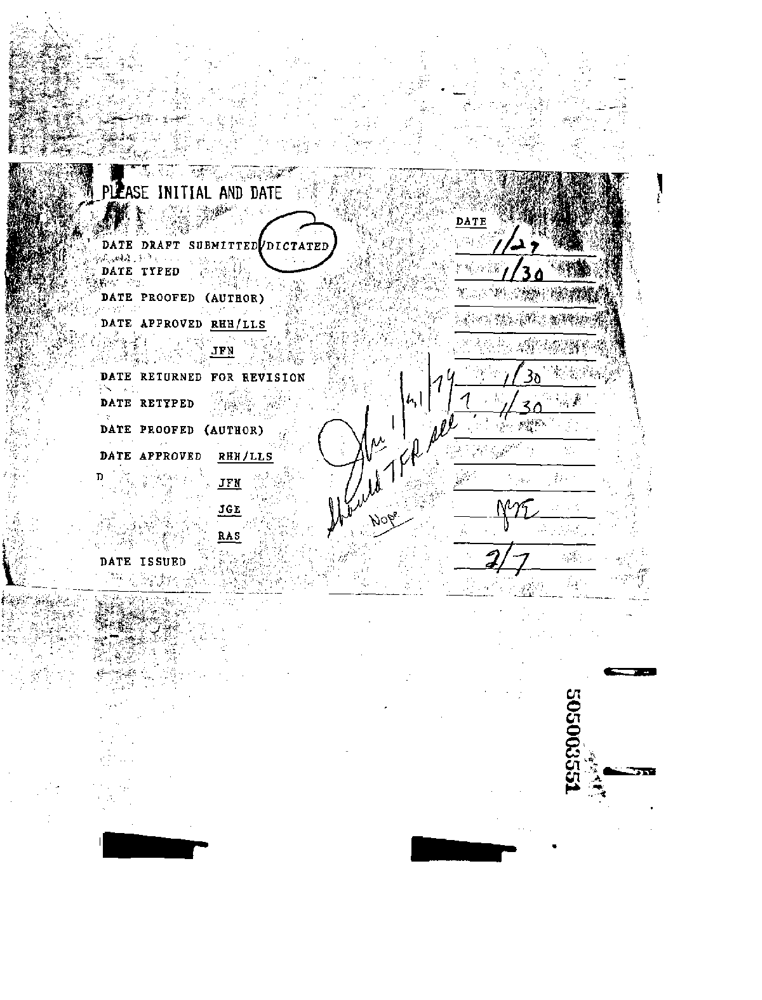 PLEASE INITIAL AND DATE
DATE
DATE DRAFT SUBMITTED/DICTATED 1/29
DATE TYPED 1/30
DATE PROOFED (AUTHOR)
DATE APPROVED RHH/LLS
JFN
DATE RETURNED FOR REVISION 1/30
DATE RETYPED 1/30
DATE PROOFED (AUTHOR)
DATE APPROVED RHH/LLS
D JFN
JGE
RAS
DATE ISSUED 2/7
1/31/79
Should TFR see?
Nope
505003551